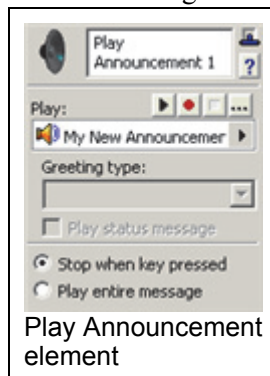 Play
Announcement 1
?
Play:
...
My New Announcemer
Greeting type:
Play status message
Stop when key pressed
Play entire message
Play Announcement
element